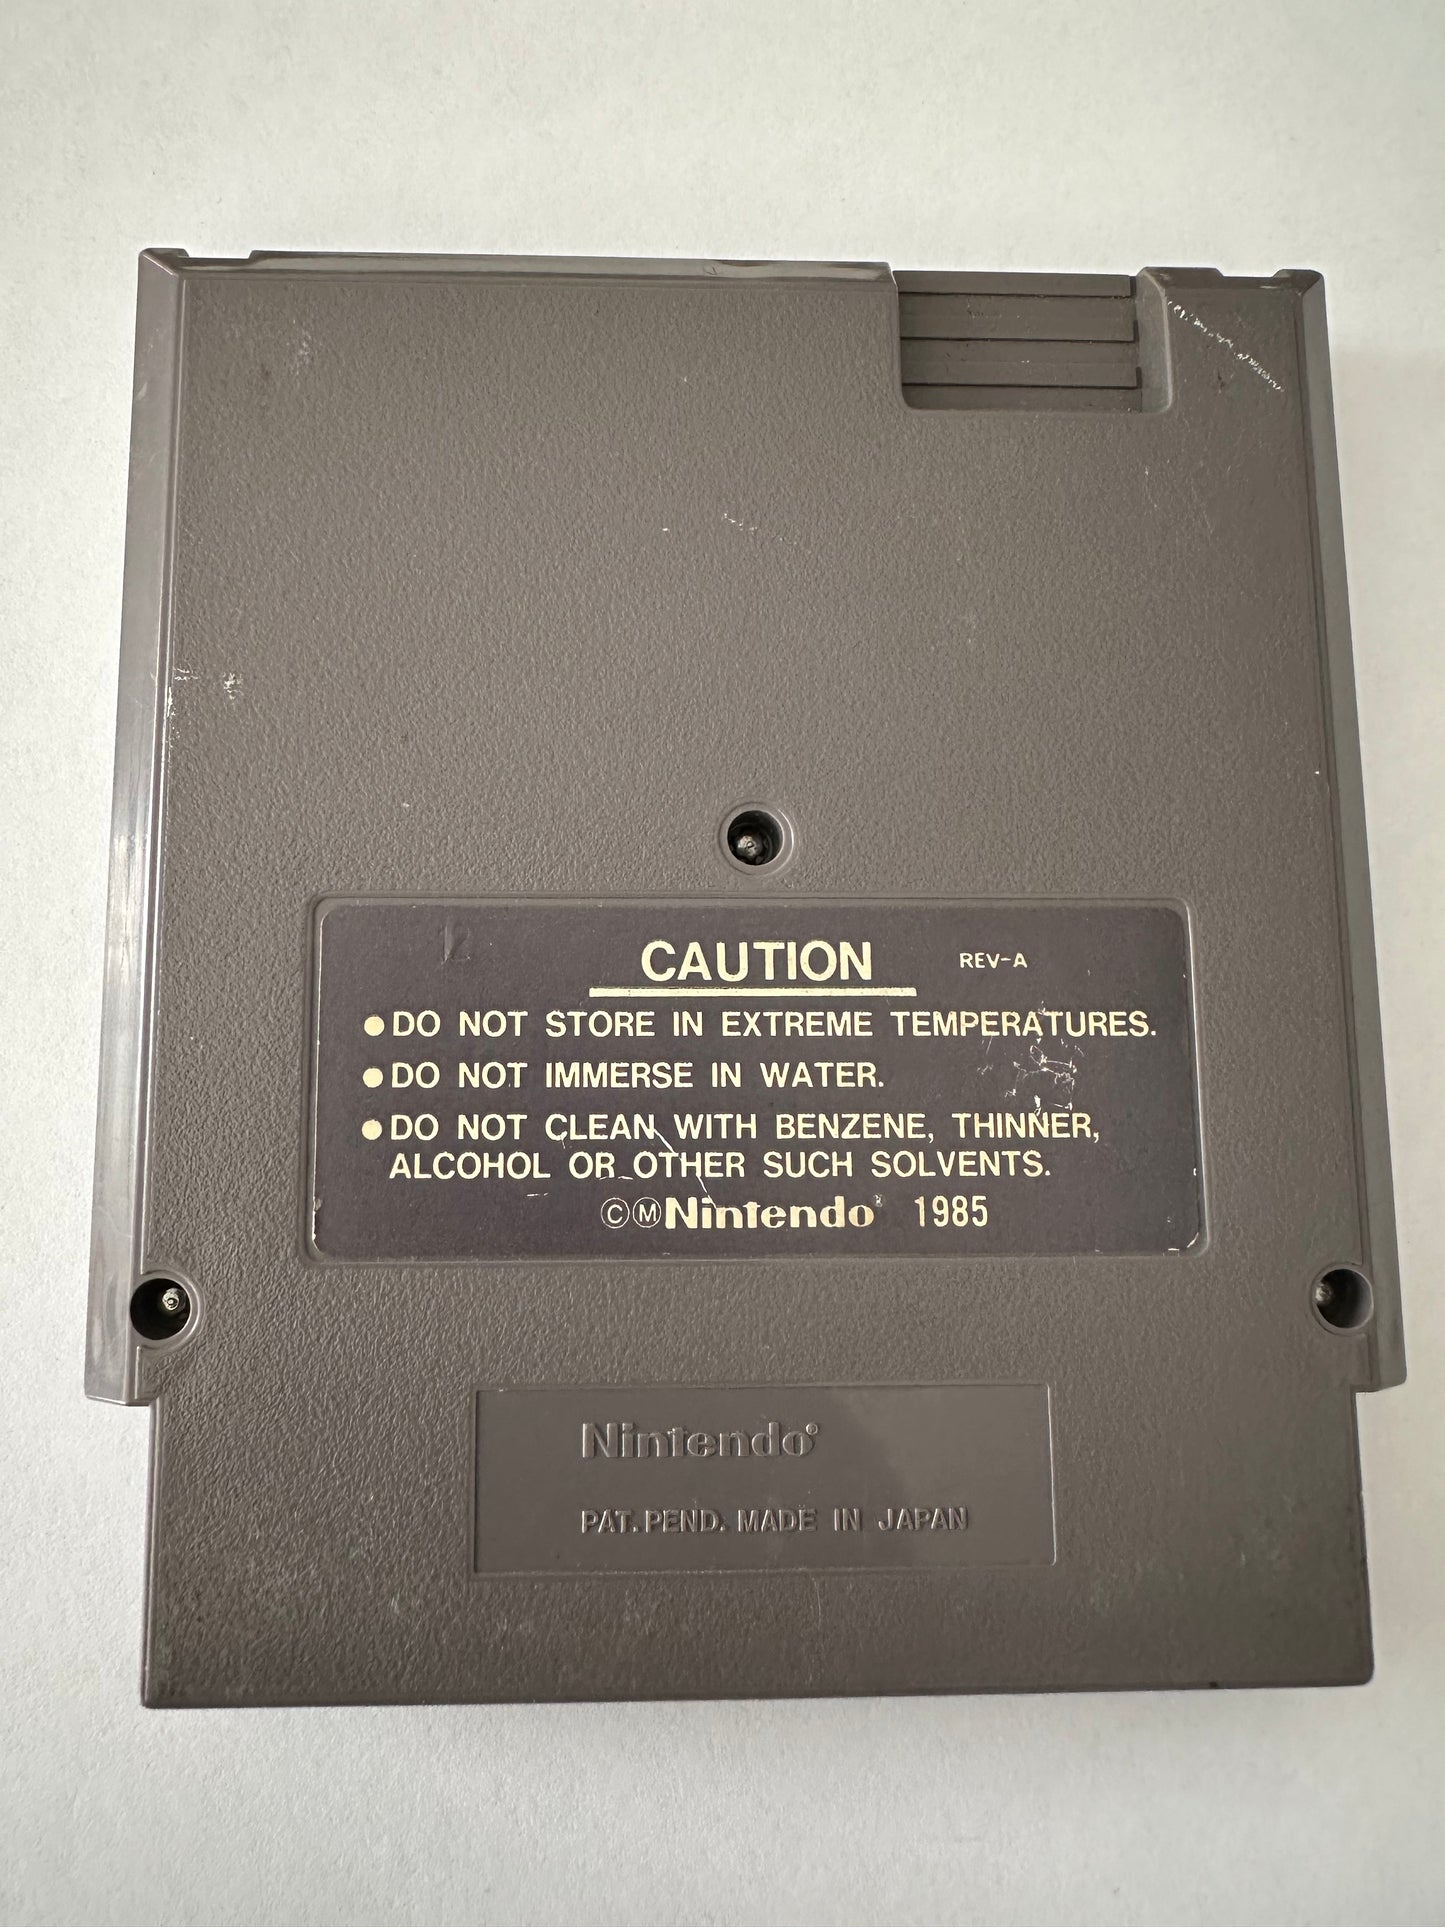 CAUTION REV-A
●DO NOT STORE IN EXTREME TEMPERATURES.
●DO NOT IMMERSE IN WATER.
●DO NOT CLEAN WITH BENZENE, THINNER,
ALCOHOL OR OTHER SUCH SOLVENTS.
©ⓂNintendo® 1985
Nintendo®
PAT. PEND. MADE IN JAPAN